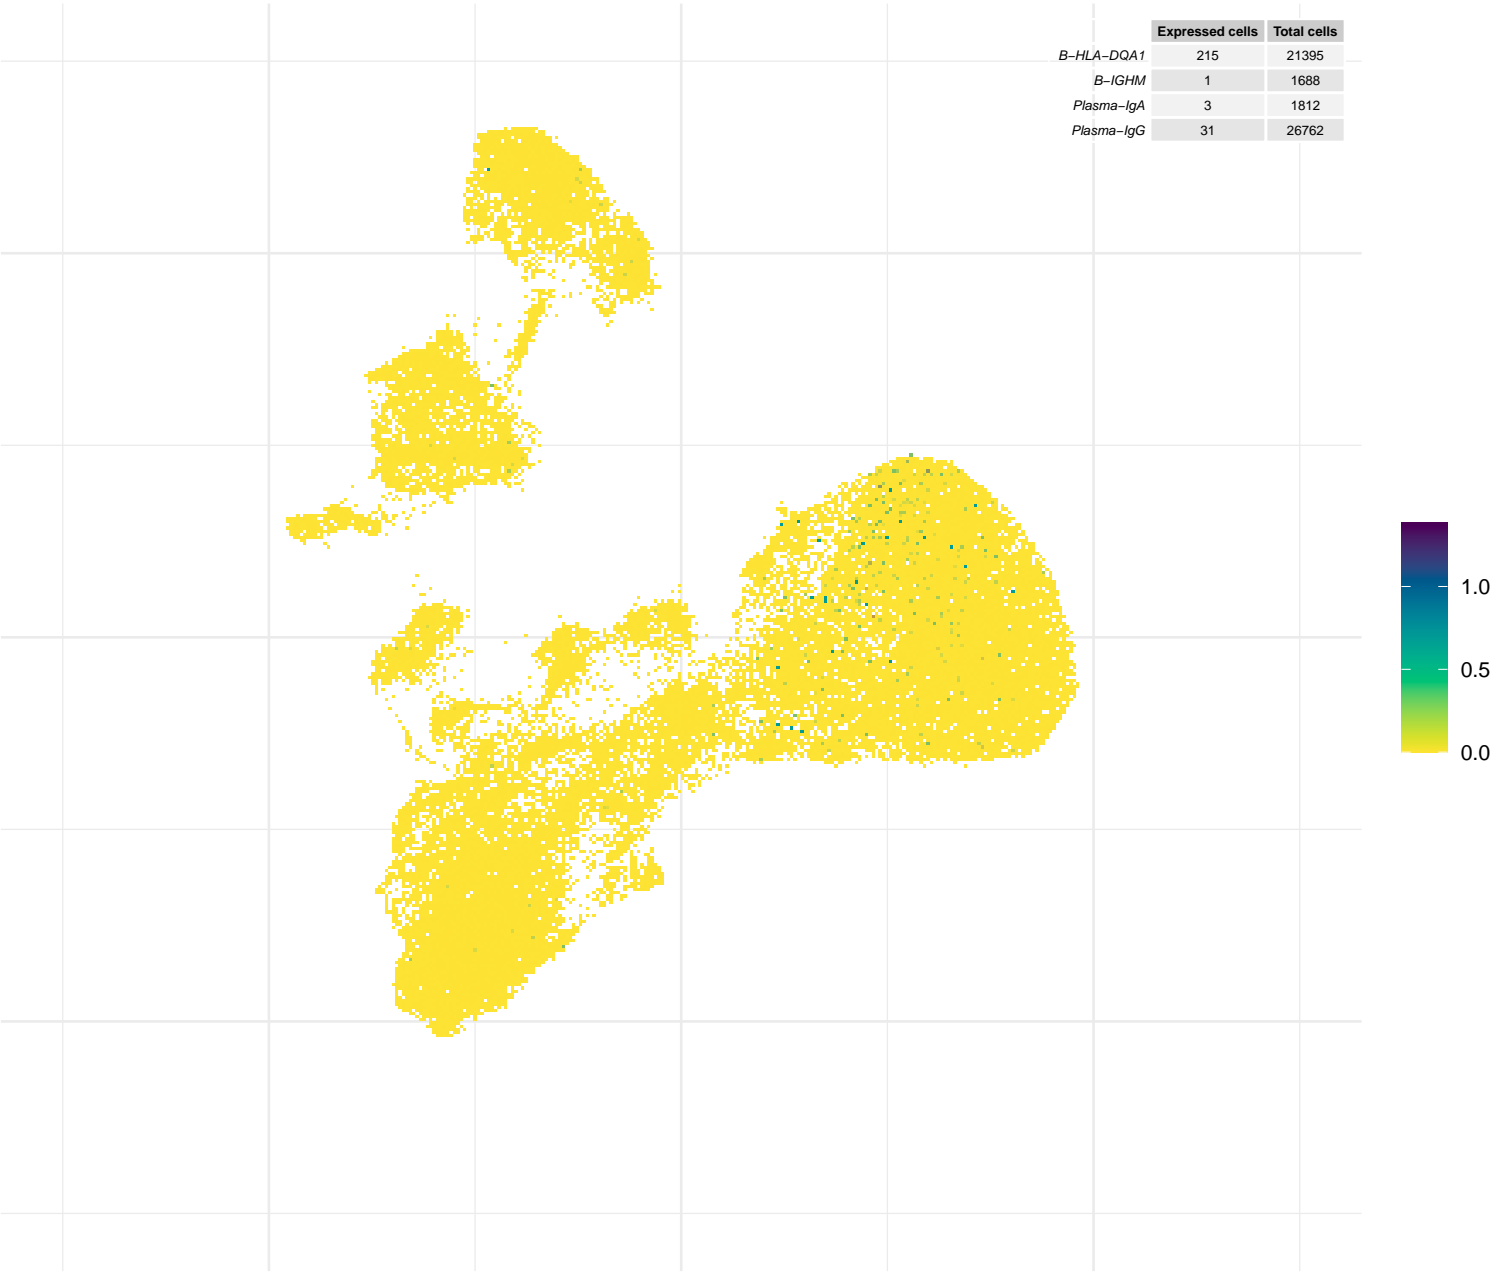 Expressed cells Total cells
B−HLA−DQA1 215 21395
B−IGHM 1 1688
Plasma−IgA 3 1812
Plasma−IgG 31 26762
1.0
0.5
0.0